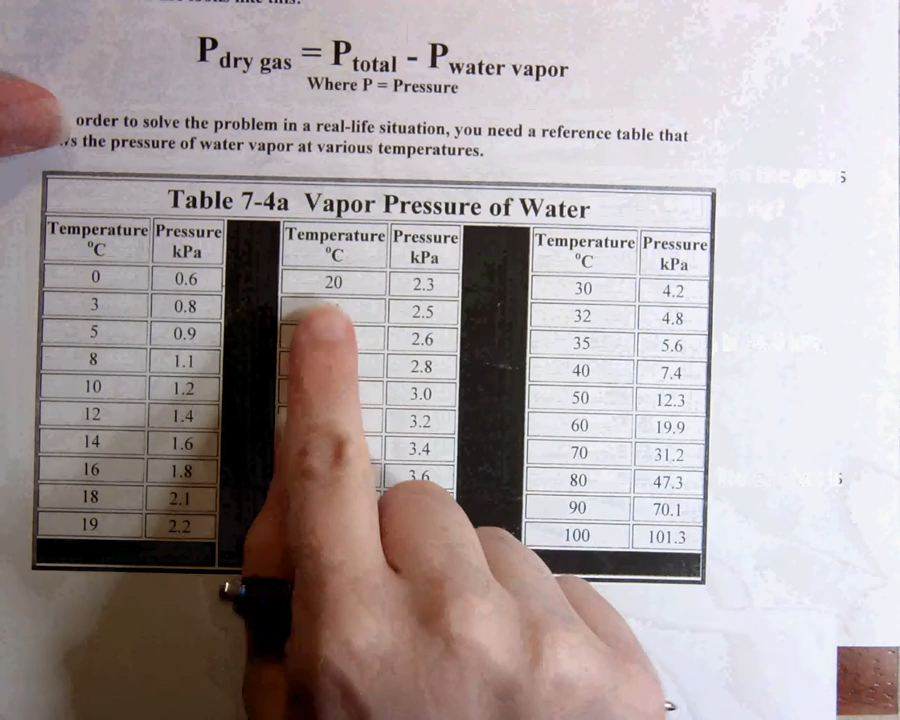 P dry gas = P total - P water vapor
Where P = Pressure
order to solve the problem in a real-life situation, you need a reference table that
the pressure of water vapor at various temperatures.
Table 7-4a Vapor Pressure of Water
Temperature ºC Pressure kPa Temperature ºC Pressure kPa Temperature ºC Pressure kPa
0 0.6 20 2.3 30 4.2
3 0.8 2.5 32 4.8
5 0.9 2.6 35 5.6
8 1.1 2.8 40 7.4
10 1.2 3.0 50 12.3
12 1.4 3.2 60 19.9
14 1.6 3.4 70 31.2
16 1.8 3.6 80 47.3
18 2.1 90 70.1
19 2.2 100 101.3